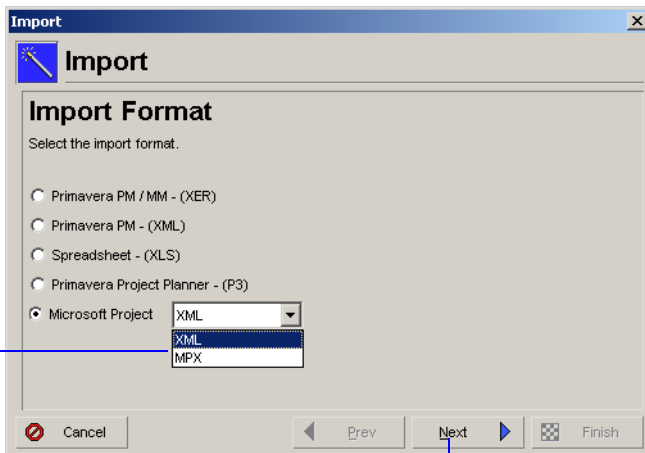 Import
Import
Import Format
Select the import format.
Primavera PM / MM - (XER)
Primavera PM - (XML)
Spreadsheet - (XLS)
Primavera Project Planner - (P3)
Microsoft Project XML
XML
MPX
Cancel Prev Next Finish